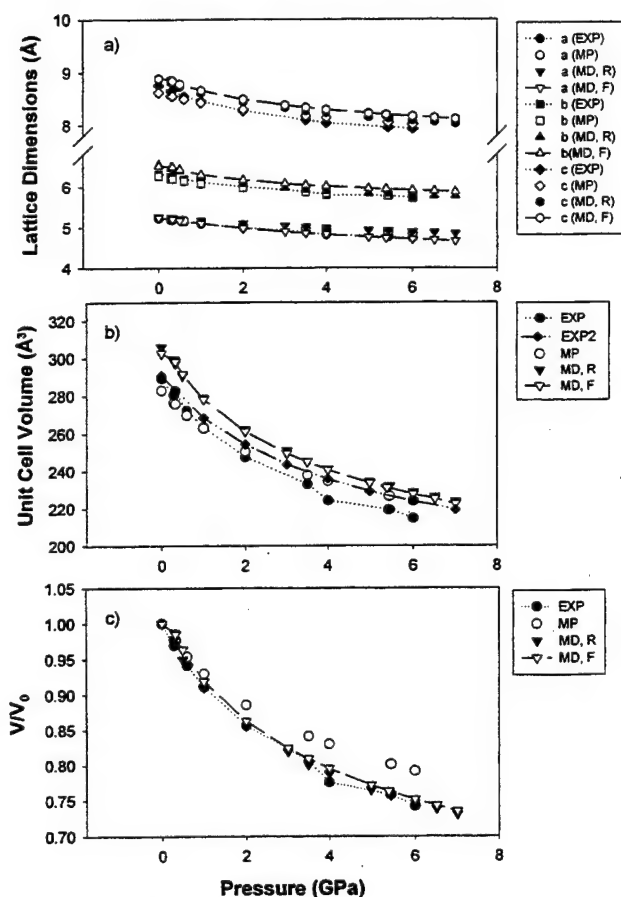 a)
Lattice Dimensions (Å)
10
9
8
6
5
4
0 2 4 6 8
a (EXP)
a (MP)
a (MD, R)
a (MD, F)
b (EXP)
b (MP)
b (MD, R)
b(MD, F)
c (EXP)
c (MP)
c (MD, R)
c (MD, F)
b)
Unit Cell Volume (Å³)
320
300
280
260
240
220
200
0 2 4 6 8
EXP
EXP2
MP
MD, R
MD, F
c)
V/V₀
1.05
1.00
0.95
0.90
0.85
0.80
0.75
0.70
0 2 4 6 8
EXP
MP
MD, R
MD, F
Pressure (GPa)